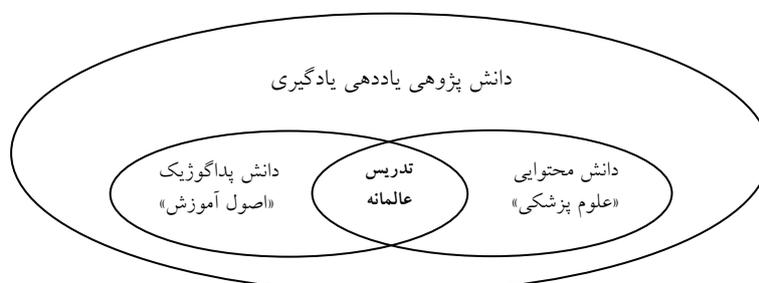 دانش پژوهی یاددهی یادگیری
دانش محتوایی
«علوم پزشکی»
تدریس
عالمانه
دانش پداگوژیک
«اصول آموزش»